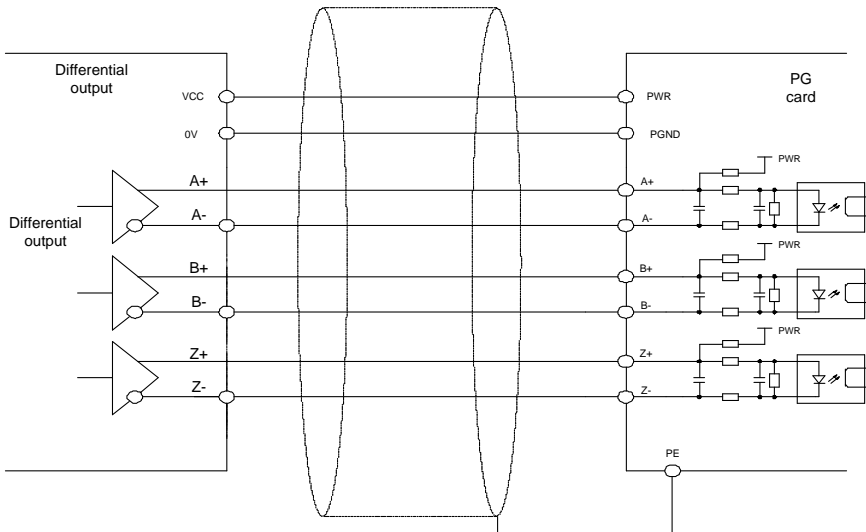 Differential
output
PG
card
VCC
PWR
0V
PGND
PWR
A+
A+
A-
A-
Differential
output
PWR
B+
B+
B-
B-
PWR
Z+
Z+
Z-
Z-
PE